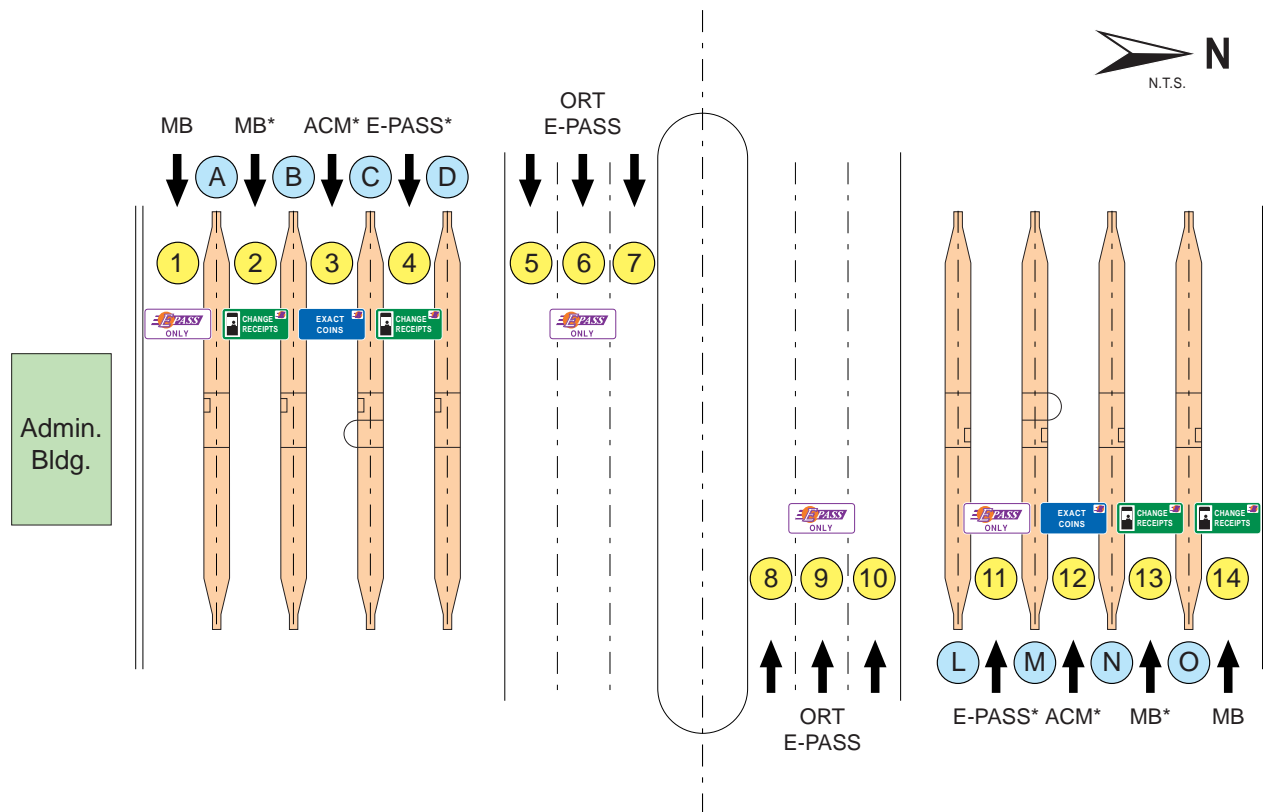 N
N.T.S.
ORT
E-PASS
MB
MB*
ACM*
E-PASS*
A
B
C
D
1
2
3
4
5
6
7
E-PASS
ONLY
CHANGE
RECEIPTS
EXACT
COINS
CHANGE
RECEIPTS
E-PASS
ONLY
Admin.
Bldg.
E-PASS
ONLY
E-PASS
ONLY
EXACT
COINS
CHANGE
RECEIPTS
CHANGE
RECEIPTS
8
9
10
11
12
13
14
L
M
N
O
ORT
E-PASS
E-PASS*
ACM*
MB*
MB